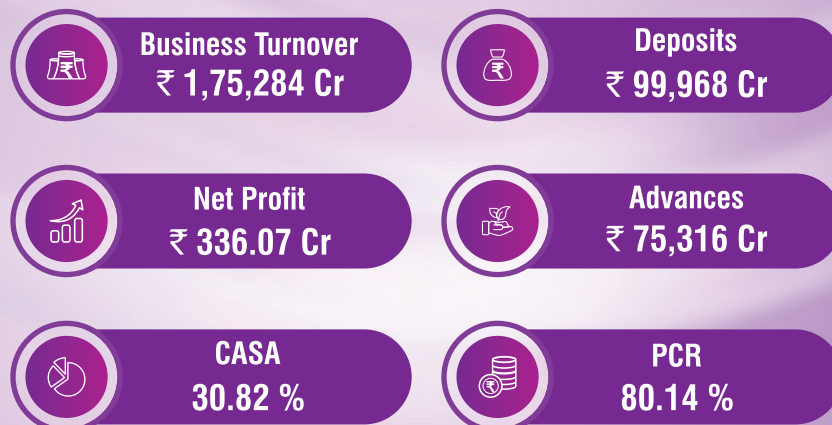 Business Turnover
₹ 1,75,284 Cr
Deposits
₹ 99,968 Cr
Net Profit
₹ 336.07 Cr
Advances
₹ 75,316 Cr
CASA
30.82 %
PCR
80.14 %